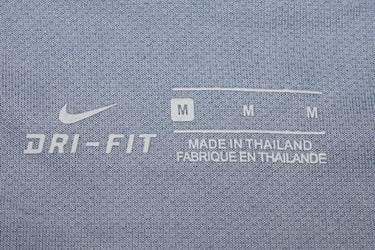 M M M
DRI-FIT
MADE IN THAILAND
FABRIQUE EN THAILANDE